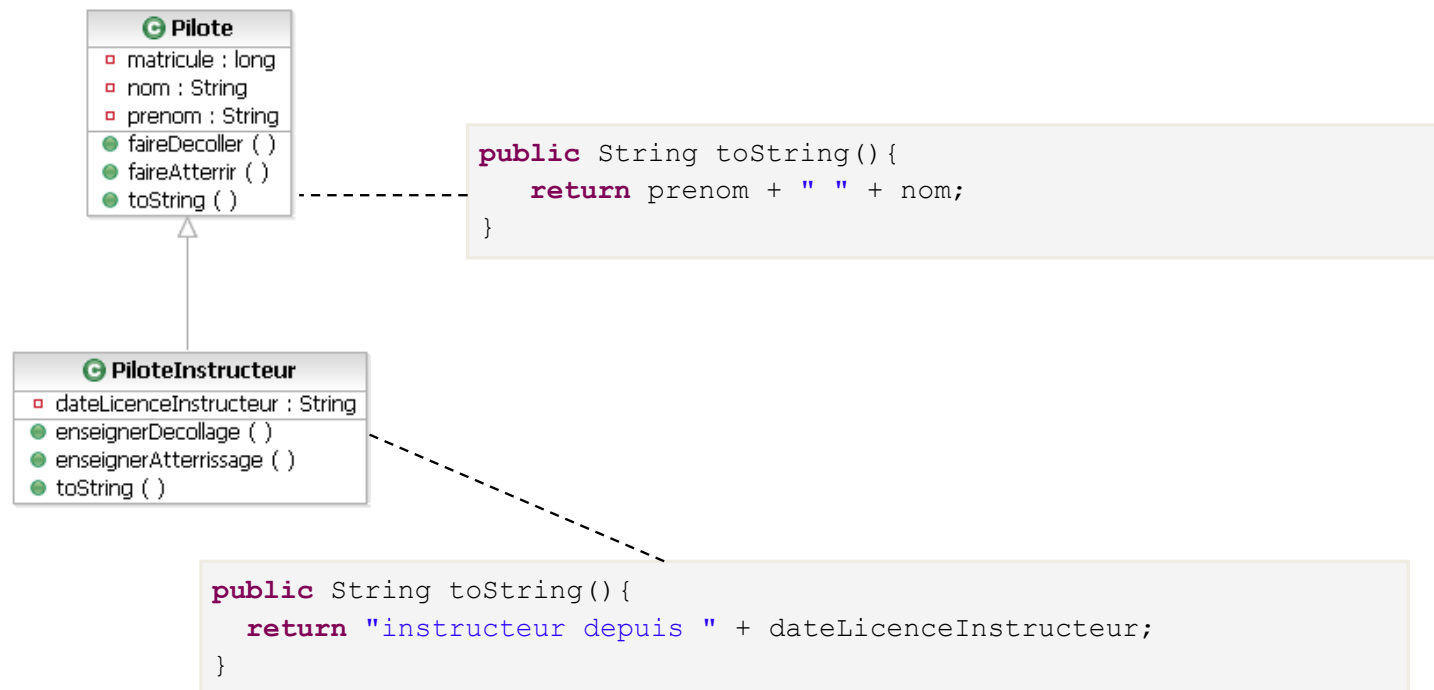 Pilote
matricule : long
nom : String
prenom : String
faireDecoller ( )
faireAtterrir ( )
toString ( )
public String toString(){
return prenom + " " + nom;
}
PiloteInstructeur
dateLicenceInstructeur : String
enseignerDecollage ( )
enseignerAtterrissage ( )
toString ( )
public String toString(){
return "instructeur depuis " + dateLicenceInstructeur;
}